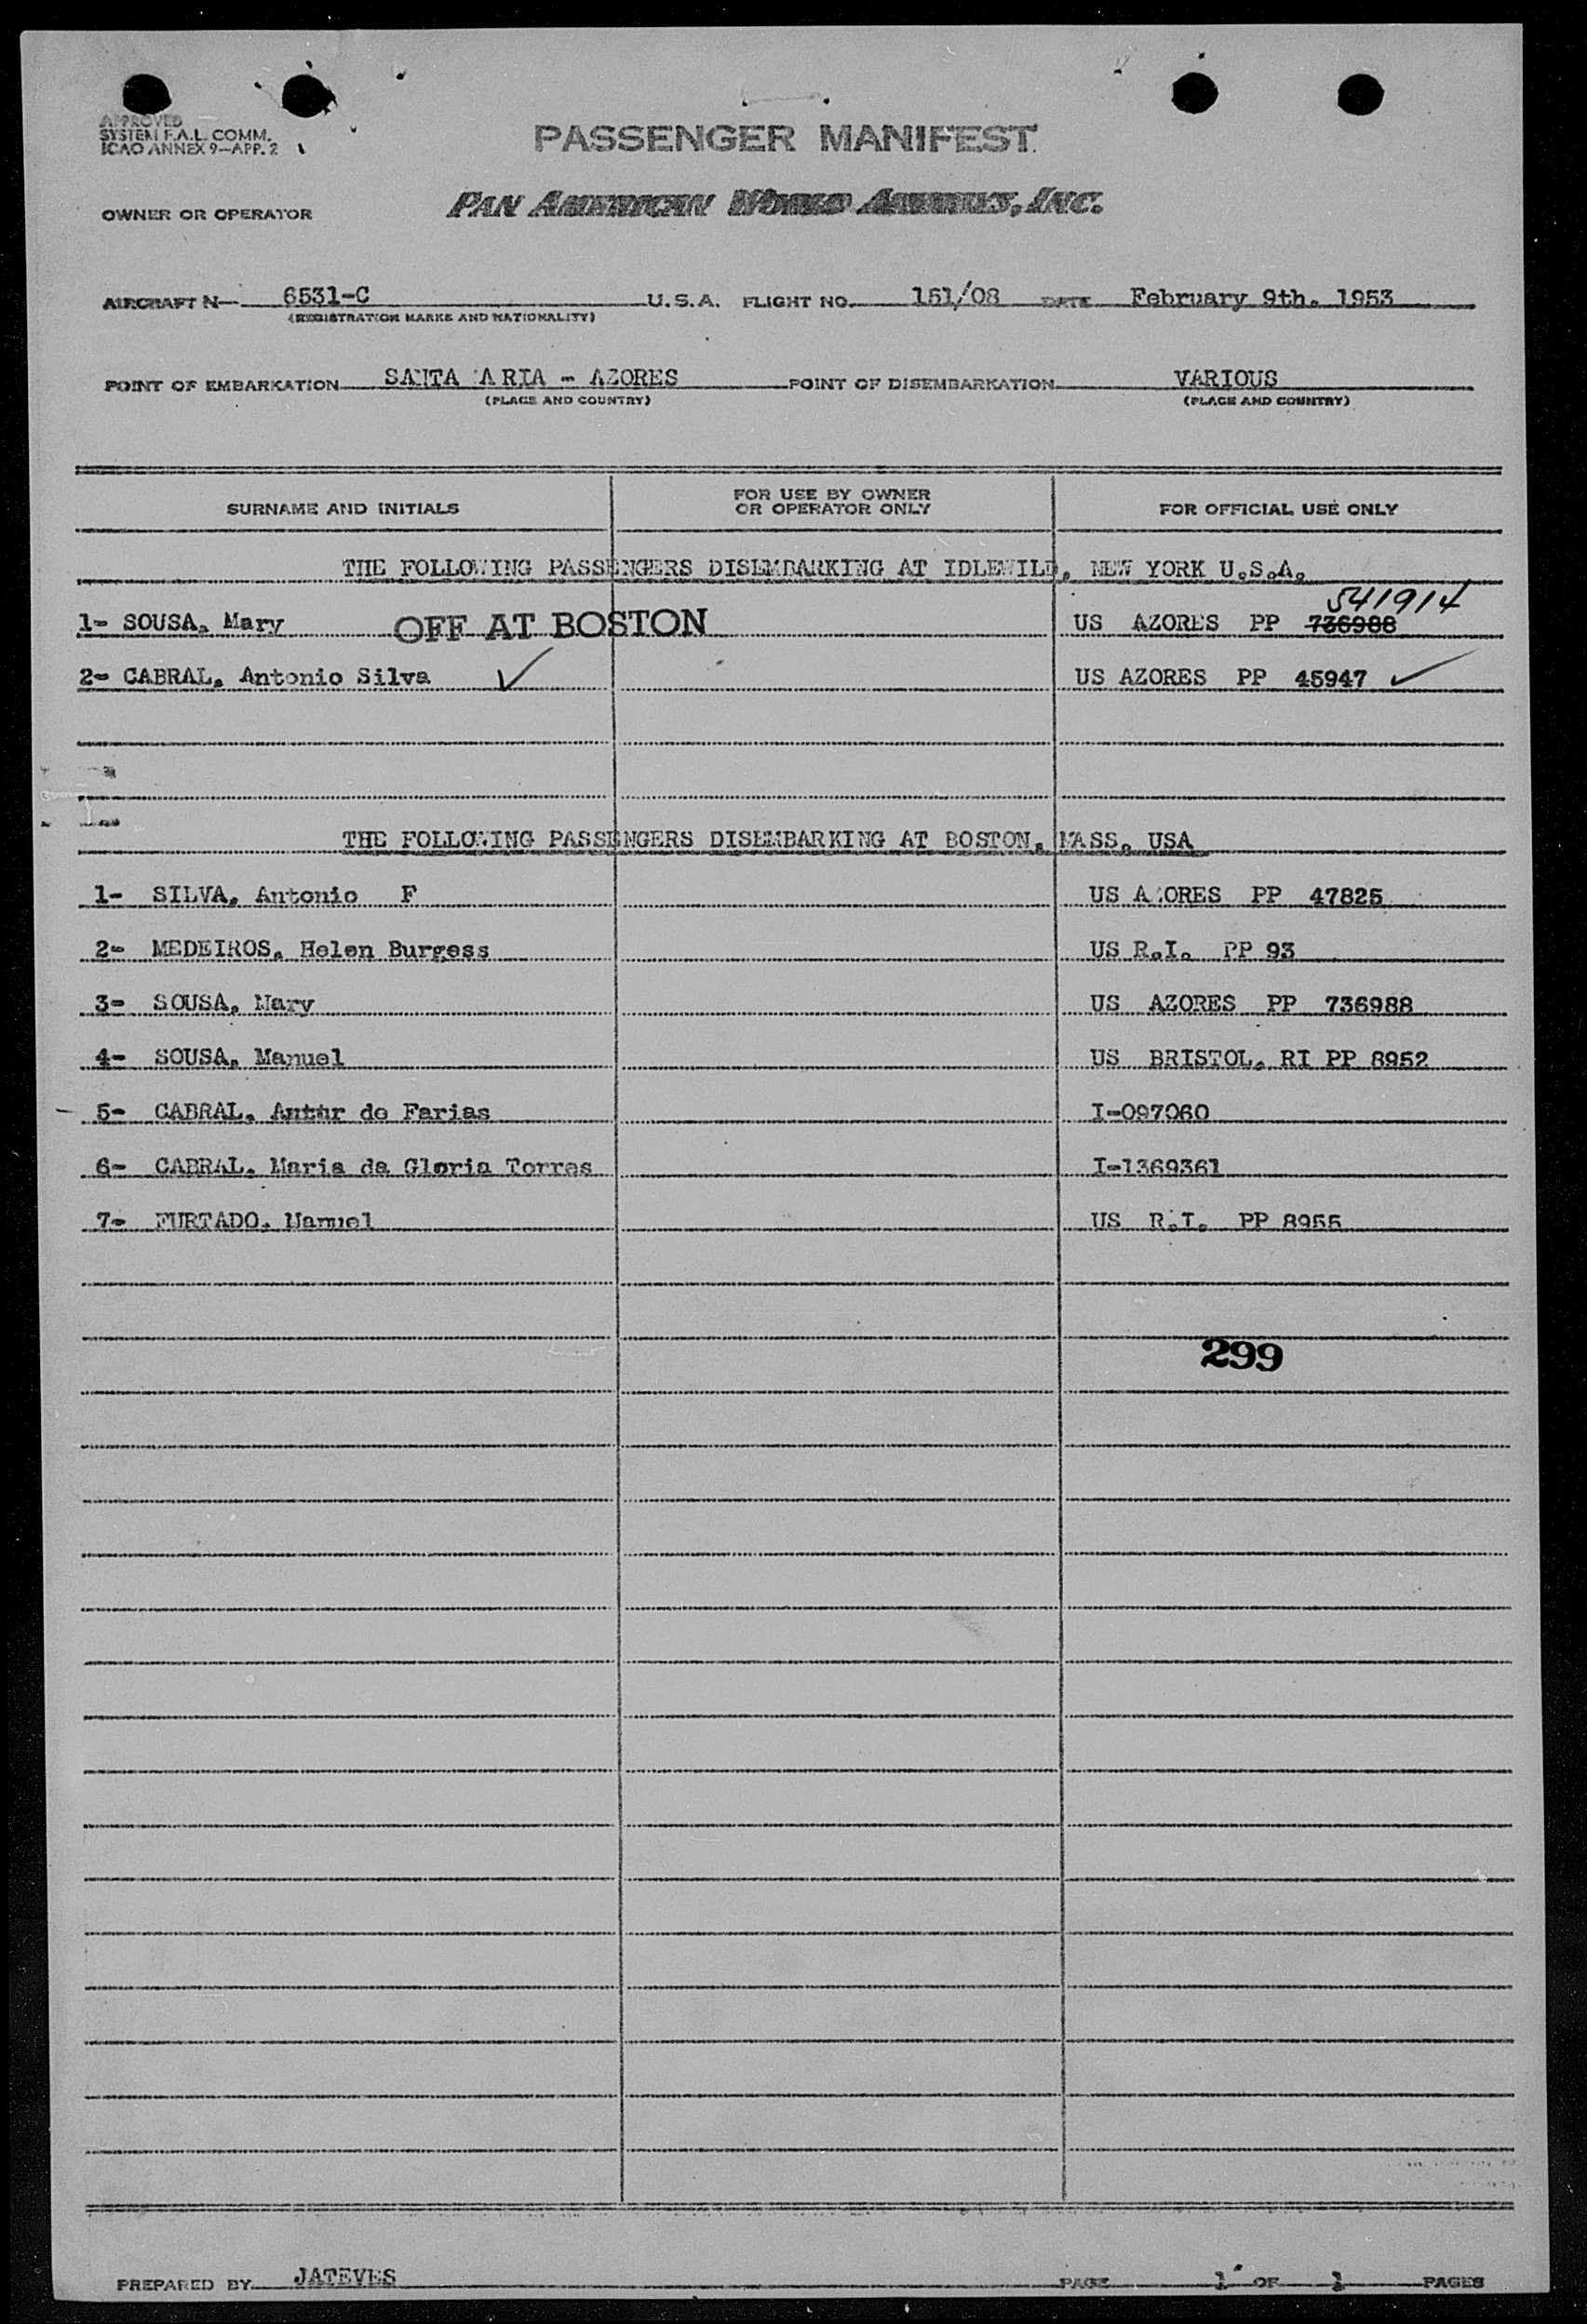 APPROVED
SYSTEM F.A.L. COMM.
ICAO ANNEX 9-APP. 2
PASSENGER MANIFEST
OWNER OR OPERATOR PAN AMERICAN WORLD AIRWAYS, INC.
AIRCRAFT N- 6531-C U.S.A. FLIGHT NO. 151/08 DATE February 9th. 1953
(REGISTRATION MARKS AND NATIONALITY)
POINT OF EMBARKATION SANTA ARIA - AZORES POINT OF DISEMBARKATION VARIOUS
(PLACE AND COUNTRY) (PLACE AND COUNTRY)
SURNAME AND INITIALS FOR USE BY OWNER OR OPERATOR ONLY FOR OFFICIAL USE ONLY
THE FOLLOWING PASSENGERS DISEMBARKING AT IDLEWILD, NEW YORK U.S.A.
541914
1- SOUSA, Mary OFF AT BOSTON US AZORES PP 736988
2- CABRAL, Antonio Silva ✓ US AZORES PP 45947 ✓
THE FOLLOWING PASSENGERS DISEMBARKING AT BOSTON, MASS, USA
1- SILVA, Antonio F US AZORES PP 47825
2- MEDEIROS, Helen Burgess US R.I. PP 93
3- SOUSA, Mary US AZORES PP 736988
4- SOUSA, Manuel US BRISTOL, RI PP 8952
5- CABRAL, de Farias I-097060
6- CABRAL, Maria da Gloria Torres I-1369361
7- FURTADO, Manuel US R.I. PP 8955
299
PREPARED BY JATEVES PAGE 1 OF 1 PAGES